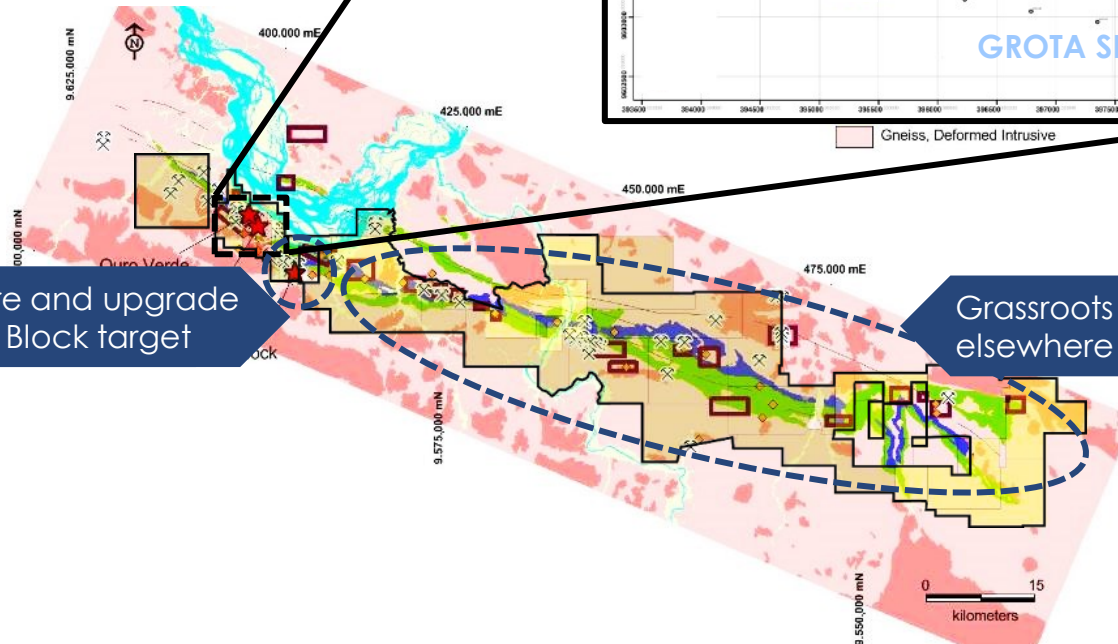 400.000 mE
9.625.000 mN
N
GROTA
Gneiss, Deformed Intrusive
425.000 mE
450.000 mE
475.000 mE
Ouro Verde
re and upgrade
Block target
ock
Grassroots
elsewhere
9.575,000 mN
9.550,000 mN
0 15
kilometers